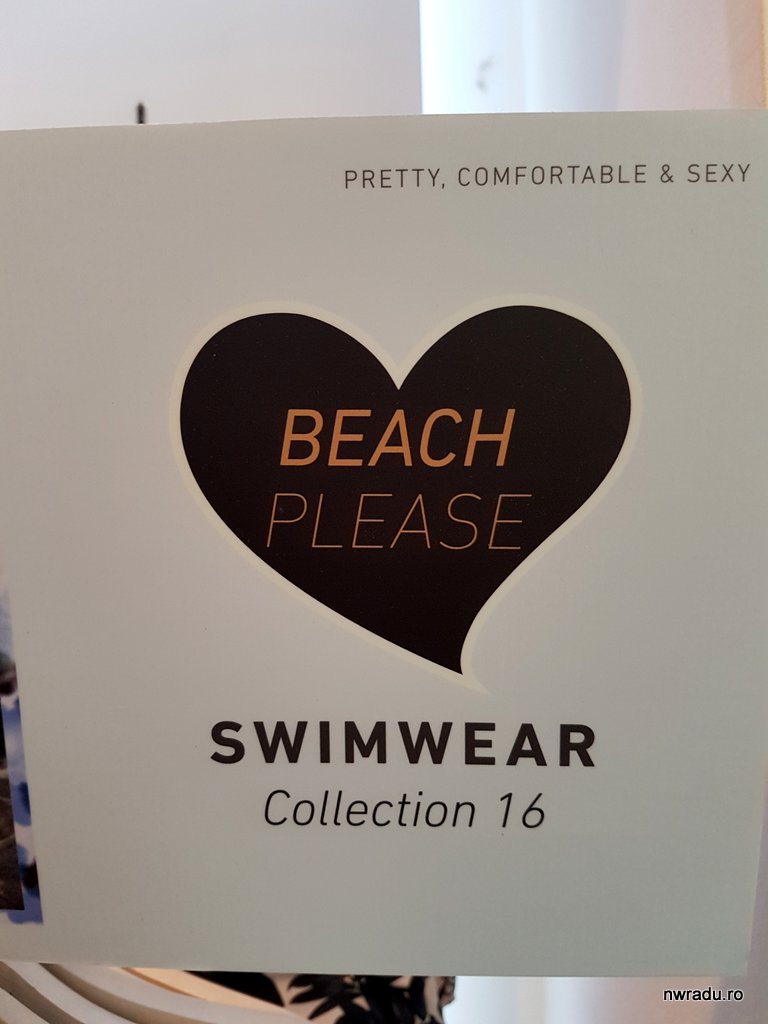 PRETTY, COMFORTABLE & SEXY
BEACH
PLEASE
SWIMWEAR
Collection 16
nwradu.ro